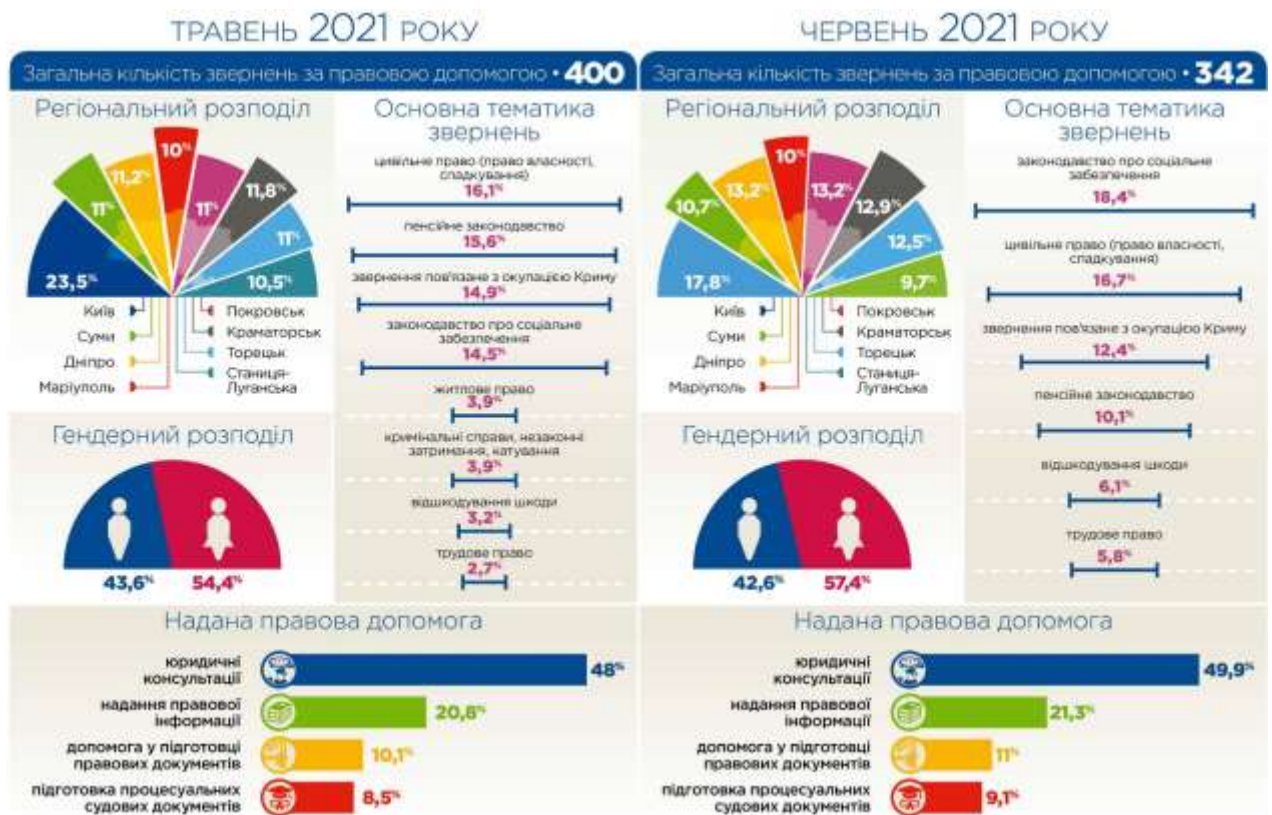 ТРАВЕНЬ 2021 РОКУ
Загальна кількість звернень за правовою допомогою • 400
Регіональний розподіл
23,5%
11%
11,2%
10%
11%
11,8%
11%
10,5%
Київ
Суми
Дніпро
Маріуполь
Покровськ
Краматорськ
Торецьк
Станиця-
Луганська
Основна тематика
звернень
цивільне право (право власності,
спадкування)
16,1%
пенсійне законодавство
15,6%
звернення пов'язане з окупацією Криму
14,9%
законодавство про соціальне
забезпечення
14,5%
житлове право
3,9%
кримінальні справи, незаконні
затримання, катування
3,9%
відшкодування шкоди
3,2%
трудове право
2,7%
Гендерний розподіл
43,6%
54,4%
Надана правова допомога
юридичні
консультації
48%
надання правової
інформації
20,8%
допомога у підготовці
правових документів
10,1%
підготовка процесуальних
судових документів
8,5%
ЧЕРВЕНЬ 2021 РОКУ
Загальна кількість звернень за правовою допомогою • 342
Регіональний розподіл
17,8%
10,7%
13,2%
10%
13,2%
12,9%
12,5%
9,7%
Київ
Суми
Дніпро
Маріуполь
Покровськ
Краматорськ
Торецьк
Станиця-
Луганська
Основна тематика
звернень
законодавство про соціальне
забезпечення
18,4%
цивільне право (право власності,
спадкування)
16,7%
звернення пов'язане з окупацією Криму
12,4%
пенсійне законодавство
10,1%
відшкодування шкоди
6,1%
трудове право
5,8%
Гендерний розподіл
42,6%
57,4%
Надана правова допомога
юридичні
консультації
49,9%
надання правової
інформації
21,3%
допомога у підготовці
правових документів
11%
підготовка процесуальних
судових документів
9,1%